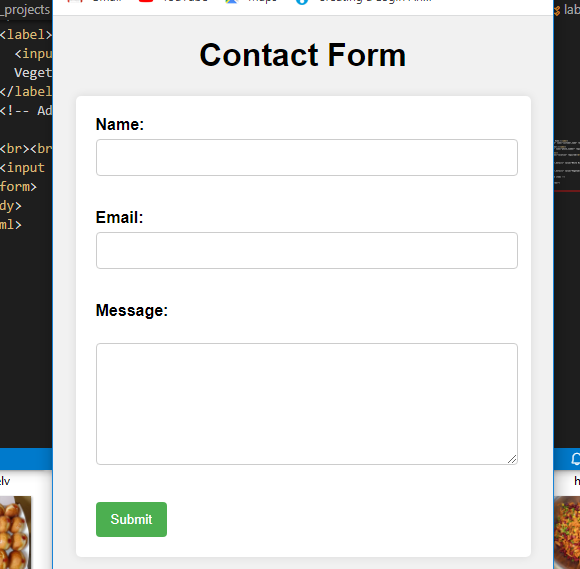 _projects
lab
<label>
<inpu
Veget
</label
<!-- Ad
<br><br
<input
form>
dy>
ml>
Contact Form
Name:
Email:
Message:
Submit
elv
h